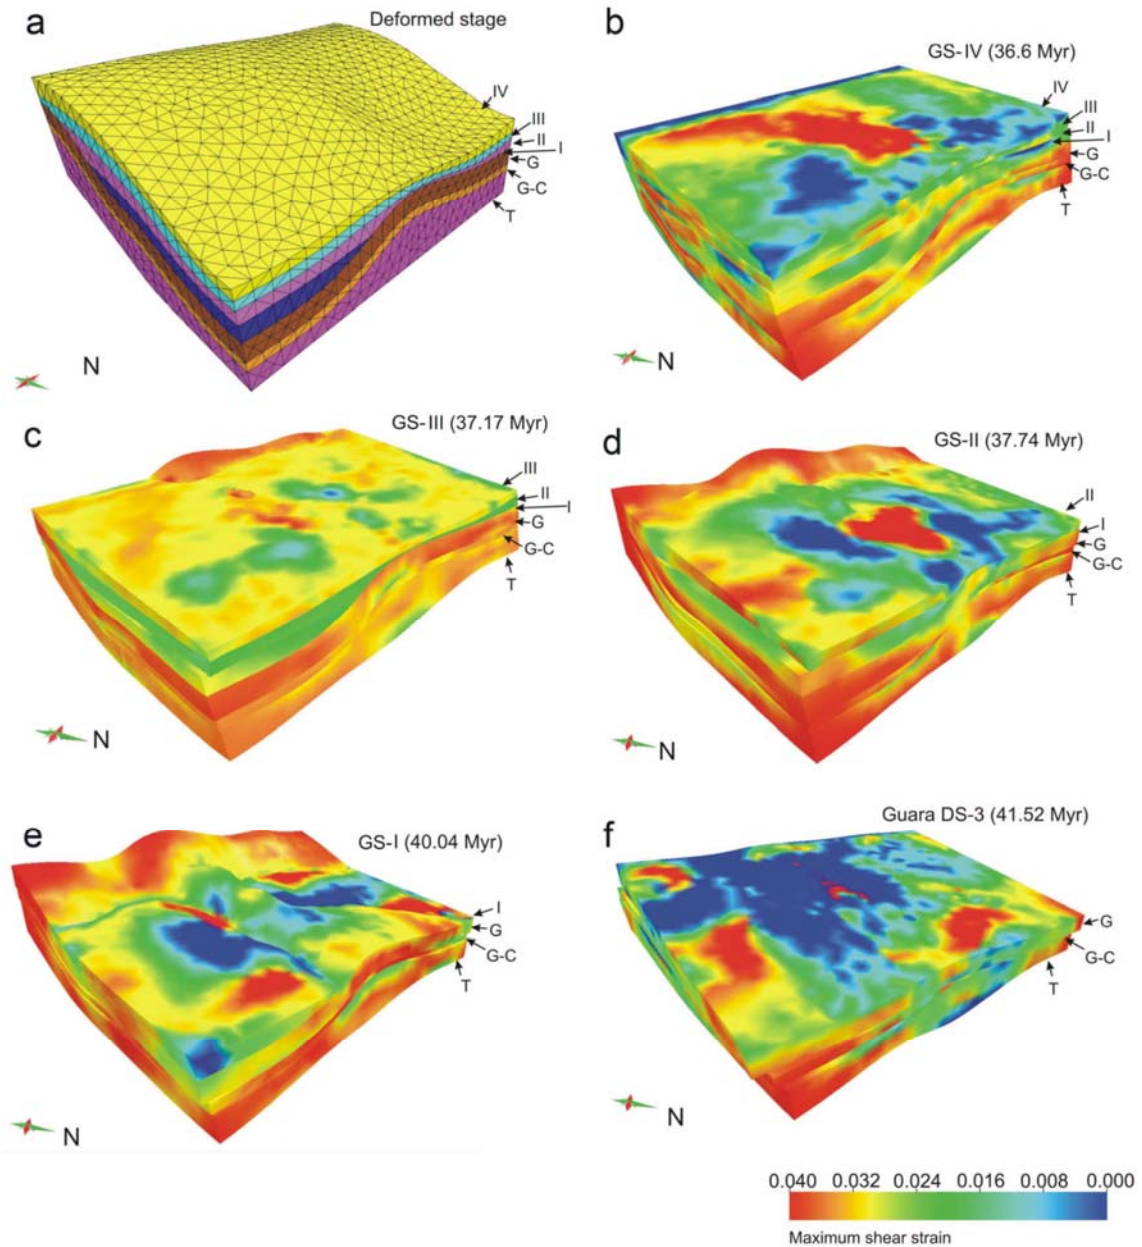 a
Deformed stage
IV
III
II
I
G
G-C
T
N
b
GS-IV (36.6 Myr)
IV
III
II
I
G
G-C
T
N
c
GS-III (37.17 Myr)
III
II
I
G
G-C
T
N
d
GS-II (37.74 Myr)
II
I
G
G-C
T
N
e
GS-I (40.04 Myr)
I
G
G-C
T
N
f
Guara DS-3 (41.52 Myr)
G
G-C
T
N
0.040 0.032 0.024 0.016 0.008 0.000
Maximum shear strain